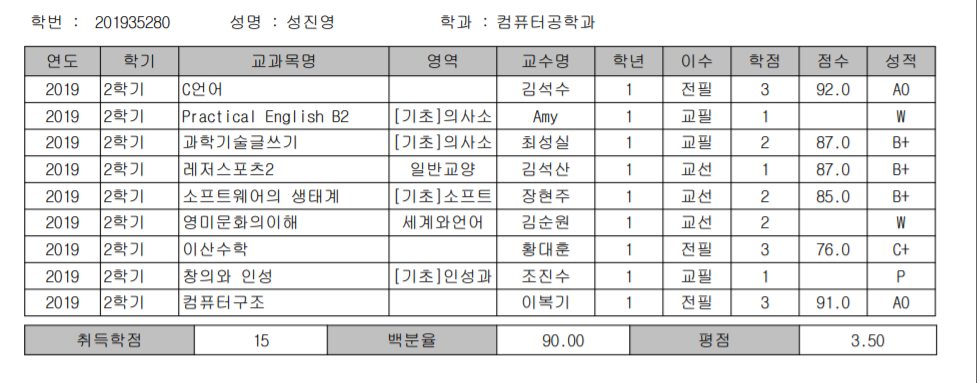 학번 : 201935280 성명 : 성진영 학과 : 컴퓨터공학과
연도 학기 교과목명 영역 교수명 학년 이수 학점 점수 성적
2019 2학기 C언어 김석수 1 전필 3 92.0 A0
2019 2학기 Practical English B2 [기초]의사소 Amy 1 교필 1 W
2019 2학기 과학기술글쓰기 [기초]의사소 최성실 1 교필 2 87.0 B+
2019 2학기 레저스포츠2 일반교양 김석산 1 교선 1 87.0 B+
2019 2학기 소프트웨어의 생태계 [기초]소프트 장현주 1 교선 2 85.0 B+
2019 2학기 영미문화의이해 세계와언어 김순원 1 교선 2 W
2019 2학기 이산수학 황대훈 1 전필 3 76.0 C+
2019 2학기 창의와 인성 [기초]인성과 조진수 1 교필 1 P
2019 2학기 컴퓨터구조 이복기 1 전필 3 91.0 A0
취득학점 15 백분율 90.00 평점 3.50